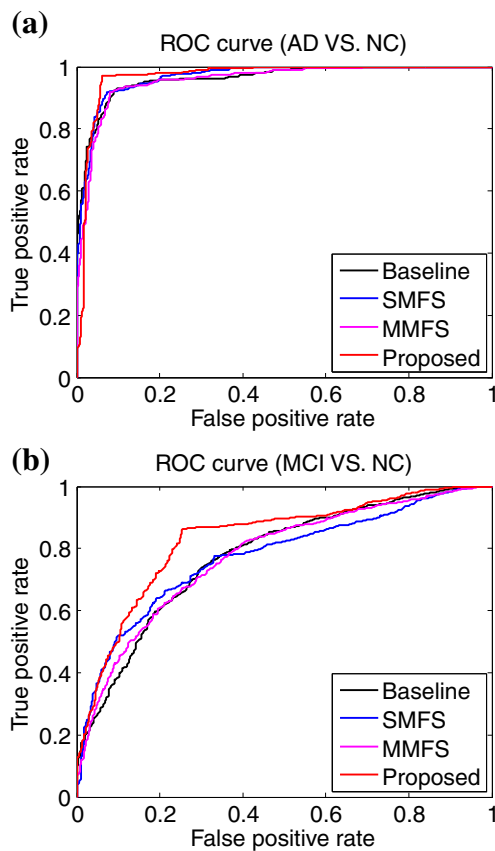 (a)
ROC curve (AD VS. NC)
1
0.8
0.6
0.4
0.2
0
True positive rate
Baseline
SMFS
MMFS
Proposed
0 0.2 0.4 0.6 0.8 1
False positive rate
(b)
ROC curve (MCI VS. NC)
1
0.8
0.6
0.4
0.2
0
True positive rate
Baseline
SMFS
MMFS
Proposed
0 0.2 0.4 0.6 0.8 1
False positive rate